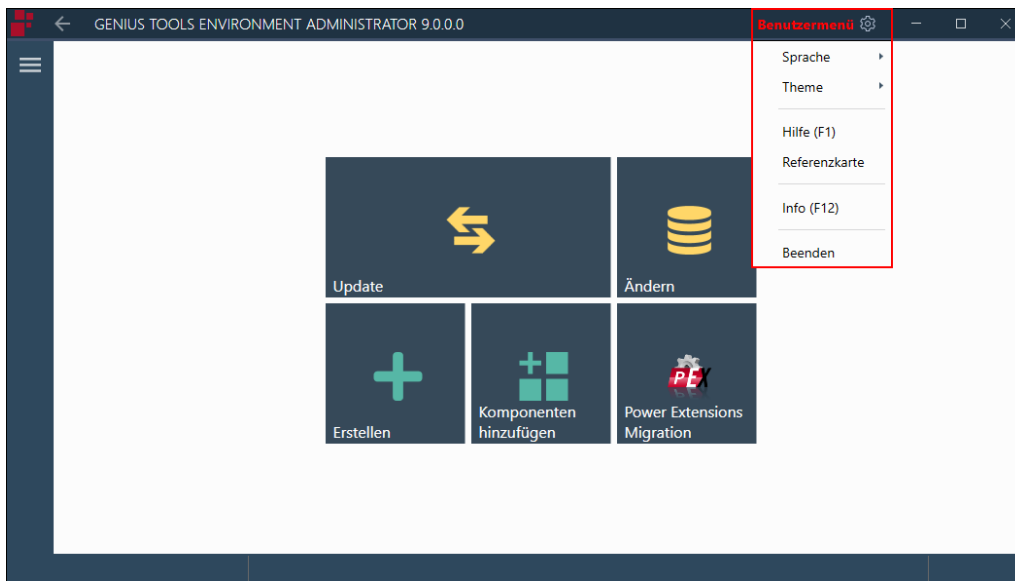 GENIUS TOOLS ENVIRONMENT ADMINISTRATOR 9.0.0.0
Benutzermenü
Sprache
Theme
Hilfe (F1)
Referenzkarte
Info (F12)
Beenden
Update
Ändern
Erstellen
Komponenten
hinzufügen
PEX
Power Extensions
Migration